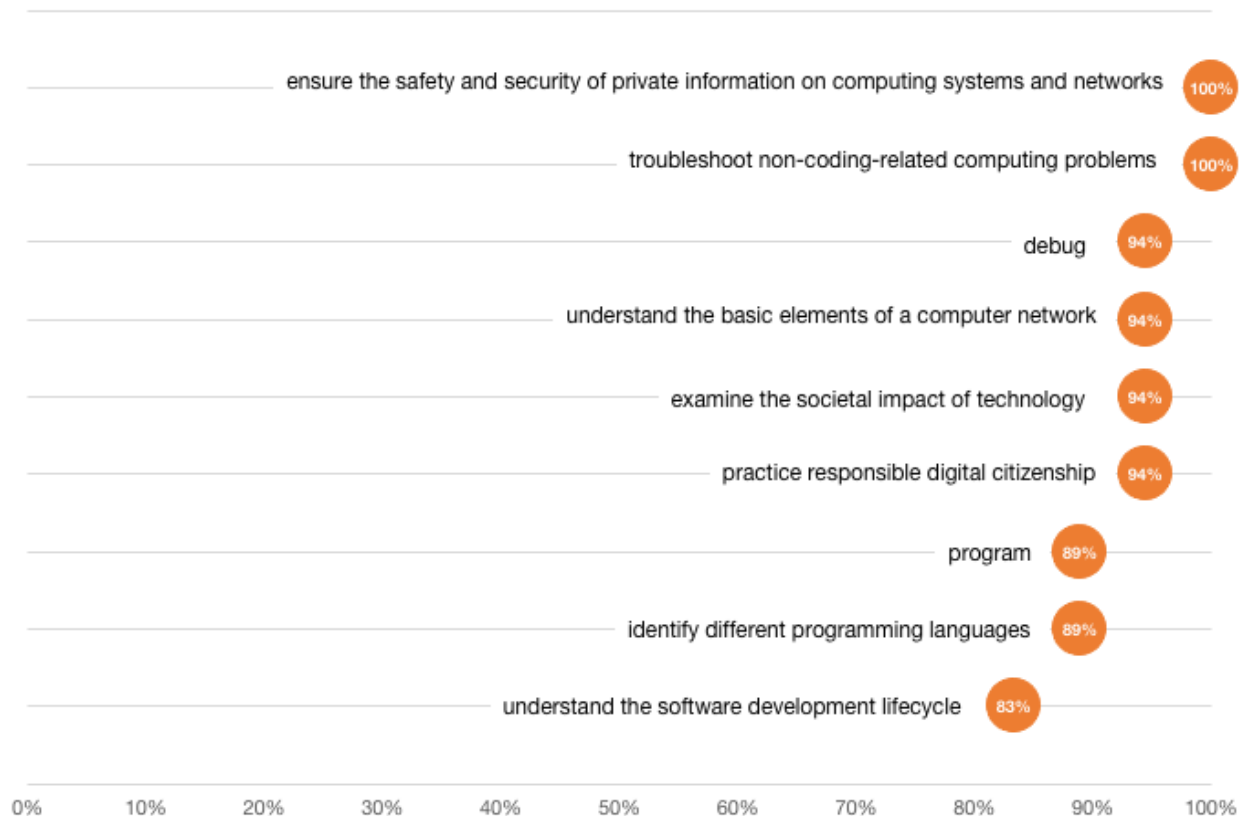 ensure the safety and security of private information on computing systems and networks 100%
troubleshoot non-coding-related computing problems 100%
debug 94%
understand the basic elements of a computer network 94%
examine the societal impact of technology 94%
practice responsible digital citizenship 94%
program 89%
identify different programming languages 89%
understand the software development lifecycle 83%
0% 10% 20% 30% 40% 50% 60% 70% 80% 90% 100%